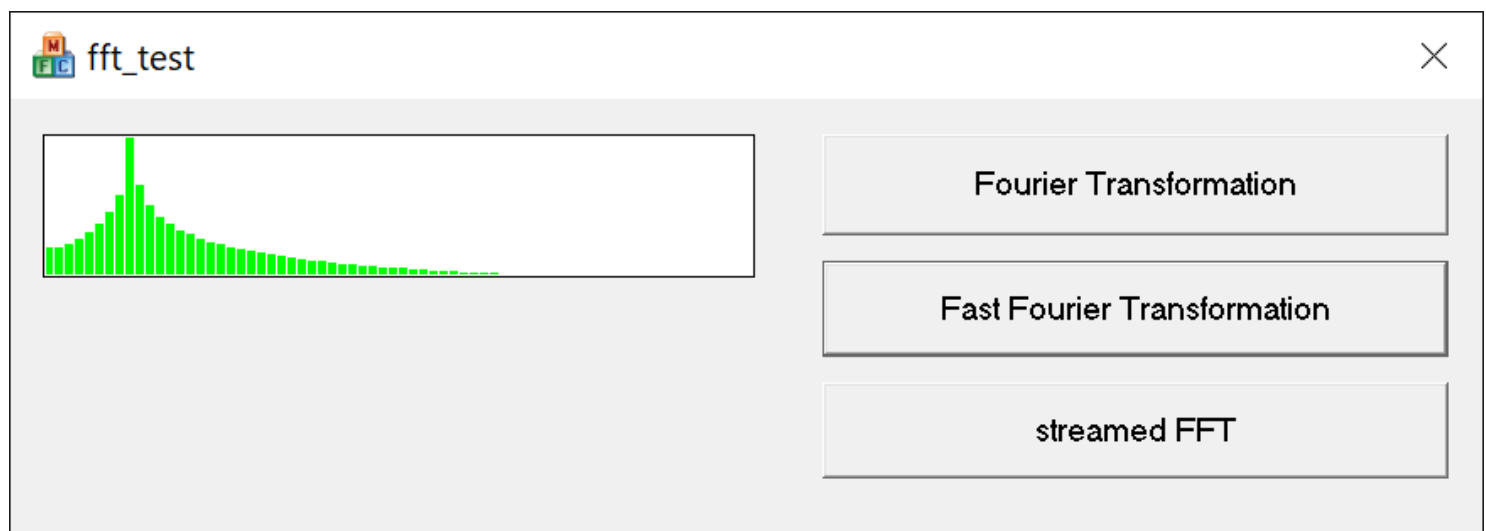 M
F C
fft_test
Fourier Transformation
Fast Fourier Transformation
streamed FFT